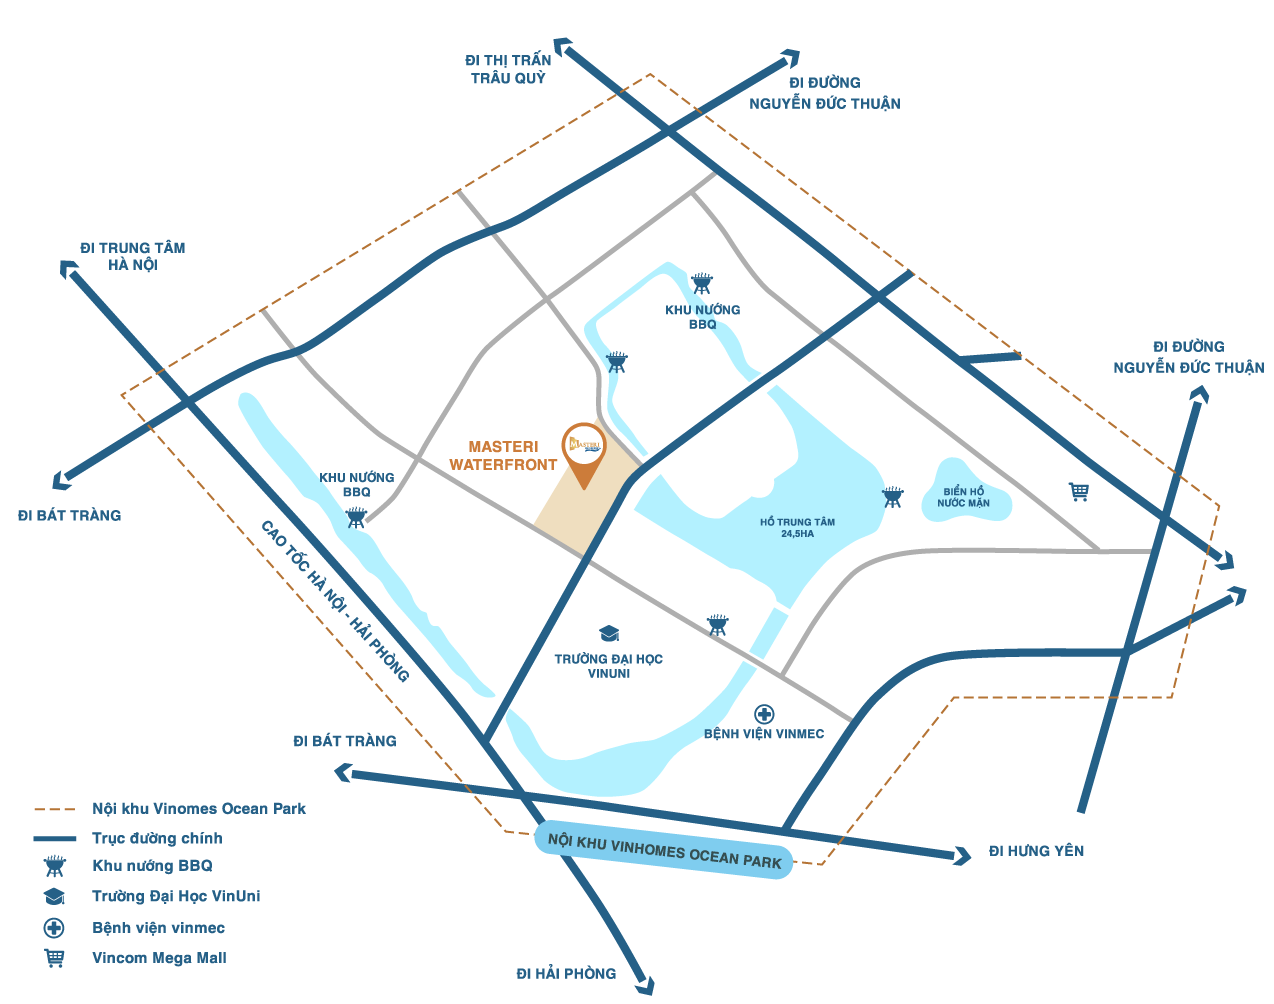 ĐI THỊ TRẤN
TRÂU QUỲ
ĐI ĐƯỜNG
NGUYỄN ĐỨC THUẬN
ĐI TRUNG TÂM
HÀ NỘI
KHU NƯỚNG
BBQ
ĐI ĐƯỜNG
NGUYỄN ĐỨC THUẬN
MASTERI
WATERFRONT
MASTERI
KHU NƯỚNG
BBQ
BIỂN HỒ
NƯỚC MẶN
ĐI BÁT TRÀNG
HỒ TRUNG TÂM
24,5HA
CAO TỐC HÀ NỘI - HẢI PHÒNG
TRƯỜNG ĐẠI HỌC
VINUNI
BỆNH VIỆN VINMEC
ĐI BÁT TRÀNG
NỘI KHU VINHOMES OCEAN PARK
ĐI HƯNG YÊN
ĐI HẢI PHÒNG
Nội khu Vinomes Ocean Park
Trục đường chính
Khu nướng BBQ
Trường Đại Học VinUni
Bệnh viện vinmec
Vincom Mega Mall